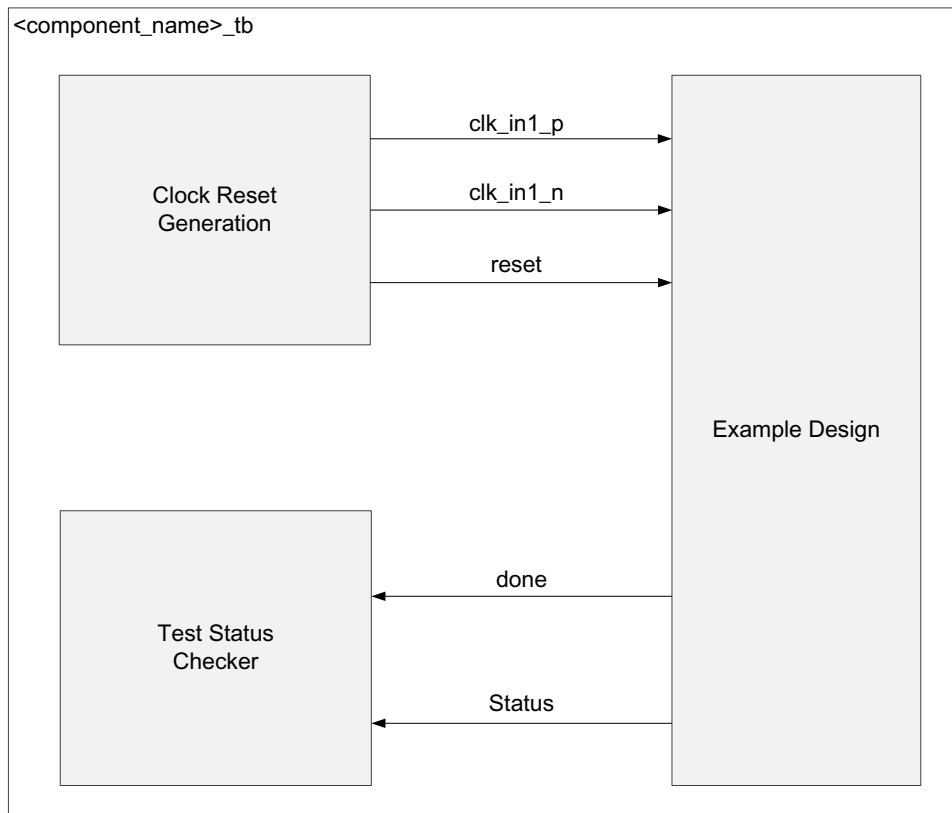 <component_name>_tb
clk_in1_p
Clock Reset
Generation
clk_in1_n
reset
Example Design
done
Test Status
Checker
Status